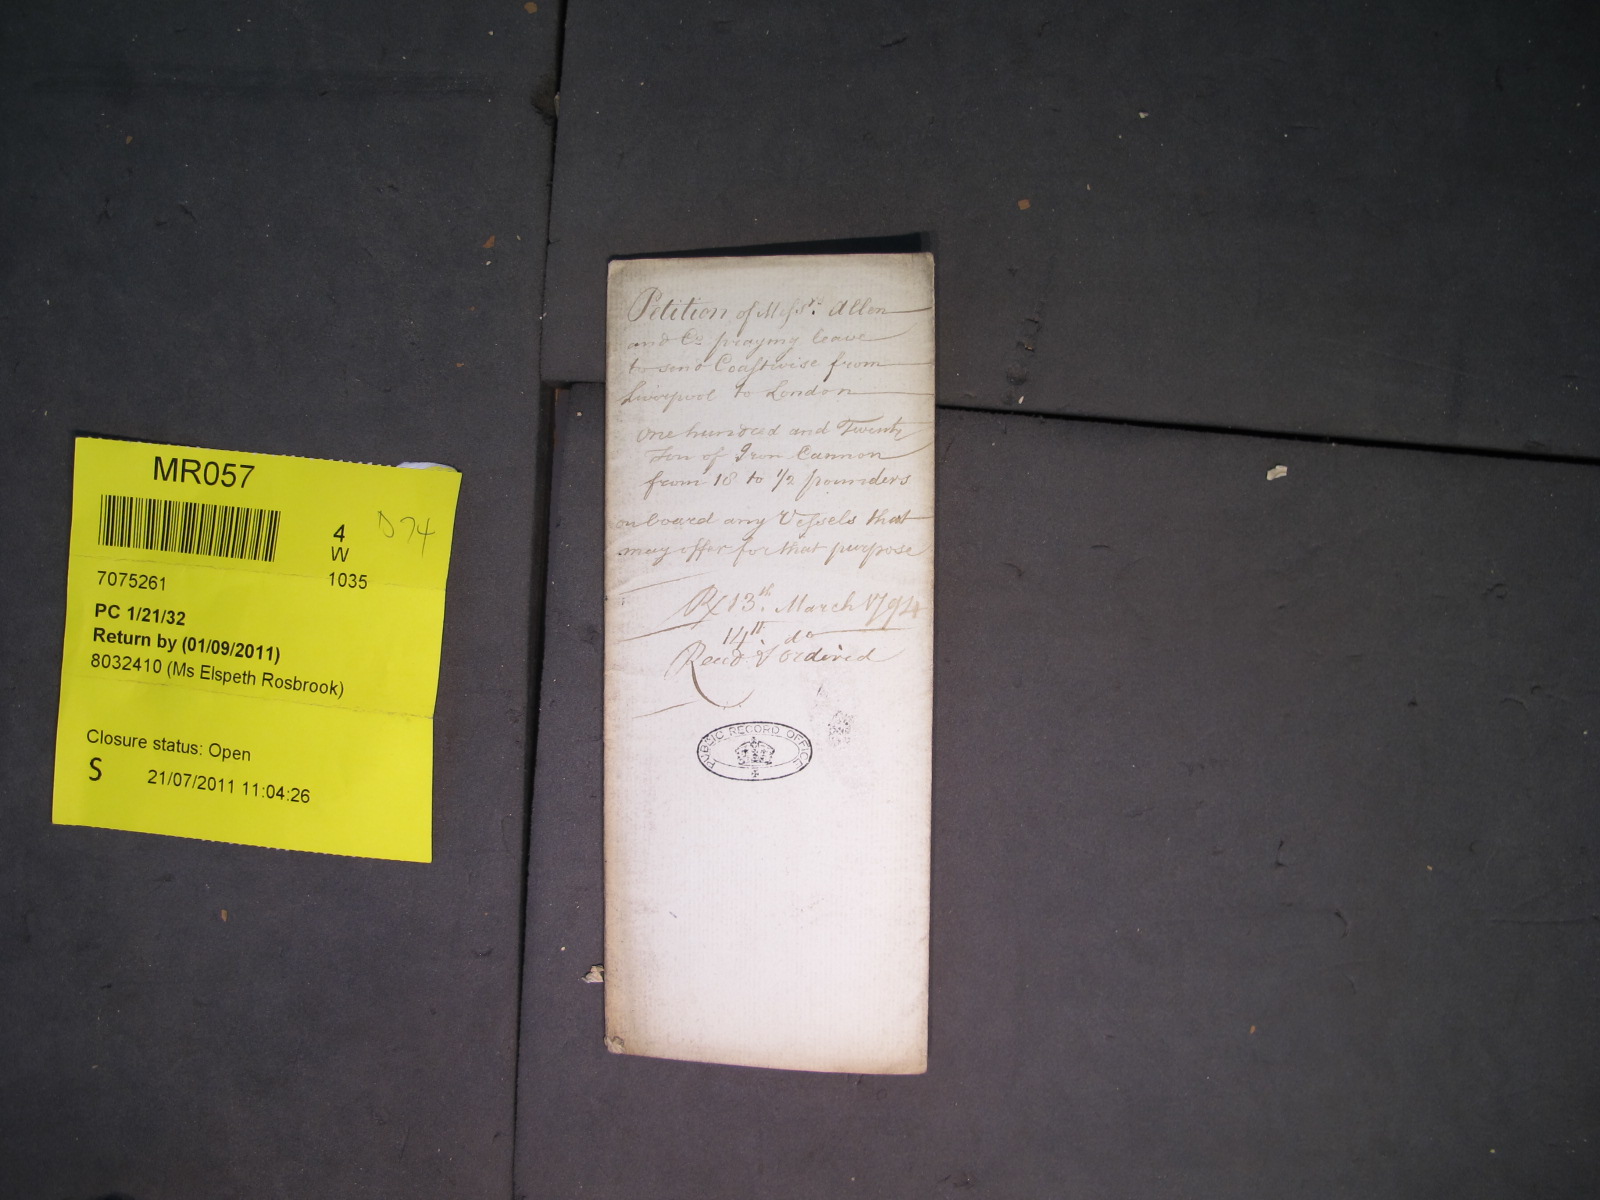 MR057
4
W
D74
7075261
1035
PC 1/21/32
Return by (01/09/2011)
8032410 (Ms Elspeth Rosbrook)
Closure status: Open
S
21/07/2011 11:04:26
Petition of Messrs. Allen
and Co praying leave
to send Coastwise from
Liverpool to London
one hundred and Twenty
Ton of Iron Cannon
from 18 to 1/2 pounders
on board any Vessels that
may offer for that purpose
Rx 13th. March 1794
14th. do
Read & ordered
PUBLIC RECORD OFFICE